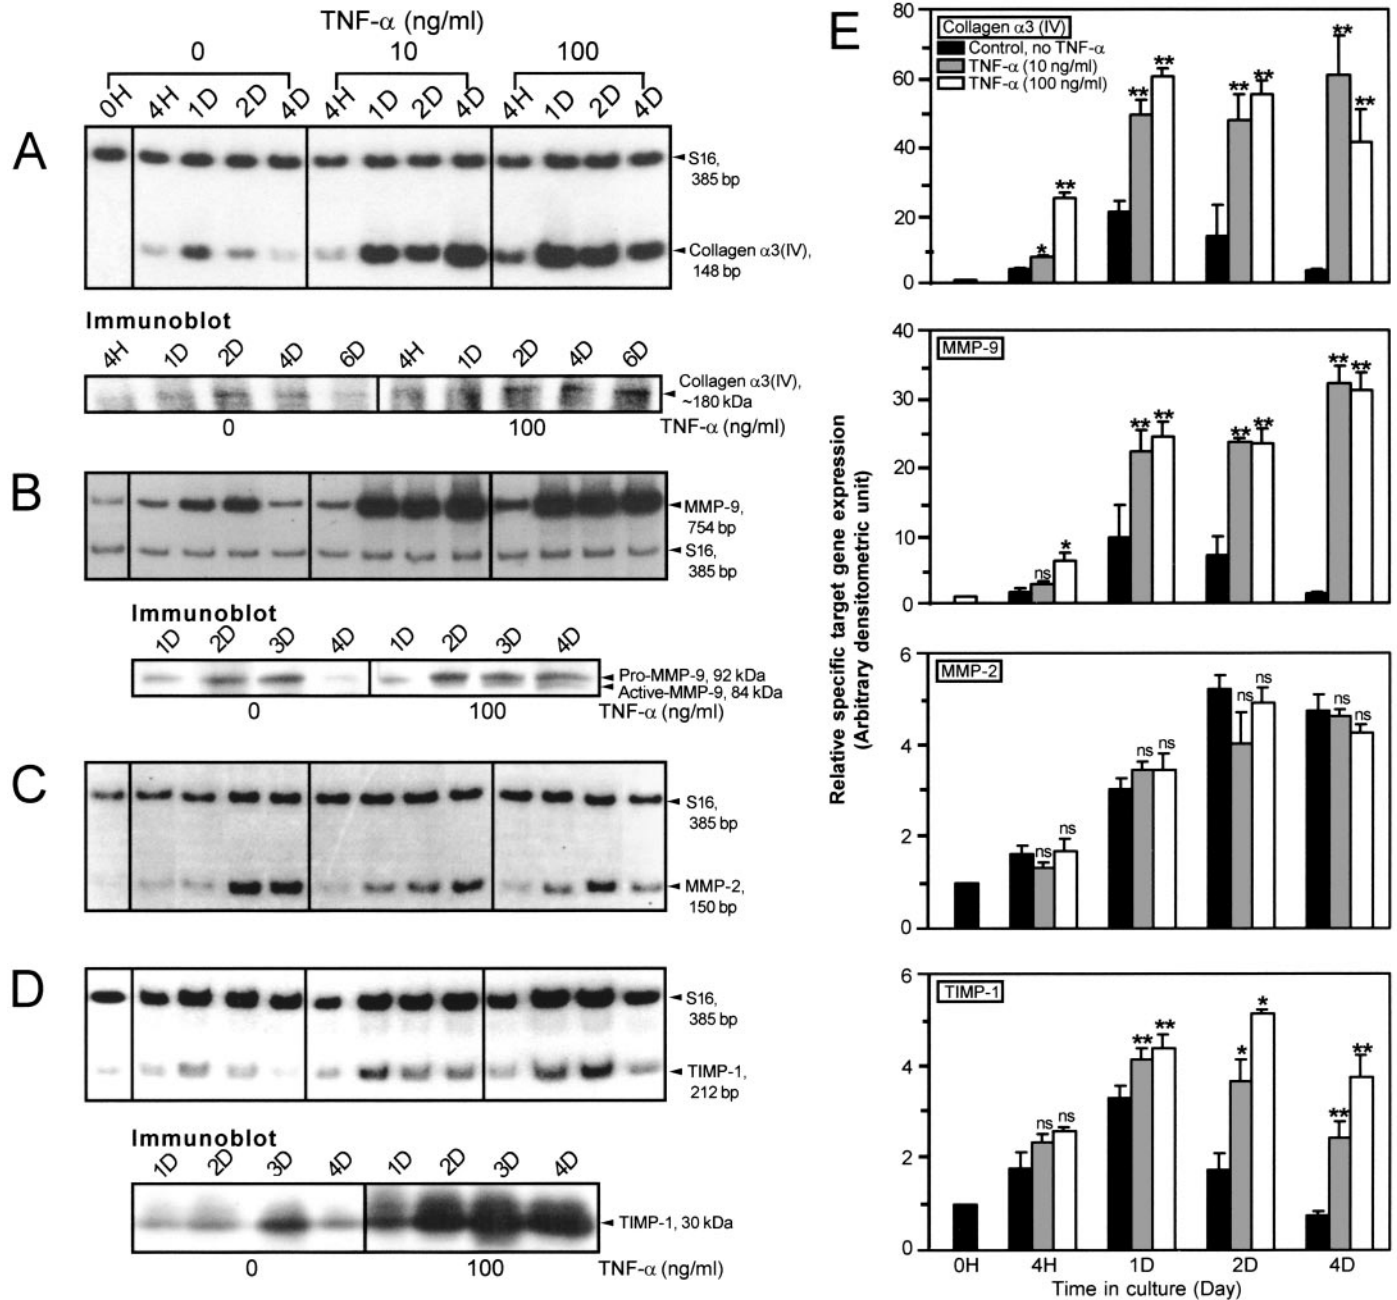 TNF-α (ng/ml)
0 10 100
0H 4H 1D 2D 4D 4H 1D 2D 4D 4H 1D 2D 4D
A
S16,
385 bp
Collagen α3(IV),
148 bp
Immunoblot
4H 1D 2D 4D 6D 4H 1D 2D 4D 6D
Collagen α3(IV),
~180 kDa
0 100 TNF-α (ng/ml)
B
MMP-9,
754 bp
S16,
385 bp
Immunoblot
1D 2D 3D 4D 1D 2D 3D 4D
Pro-MMP-9, 92 kDa
Active-MMP-9, 84 kDa
0 100 TNF-α (ng/ml)
C
S16,
385 bp
MMP-2,
150 bp
D
S16,
385 bp
TIMP-1,
212 bp
Immunoblot
1D 2D 3D 4D 1D 2D 3D 4D
TIMP-1, 30 kDa
0 100 TNF-α (ng/ml)
E
Relative specific target gene expression
(Arbitrary densitometric unit)
Collagen α3 (IV)
Control, no TNF-α
TNF-α (10 ng/ml)
TNF-α (100 ng/ml)
80
60
40
20
0
* ** ** ** ** ** ** **
MMP-9
40
30
20
10
0
ns * ** ** ** ** ** **
MMP-2
6
4
2
0
ns ns ns ns ns ns ns ns
TIMP-1
6
4
2
0
ns ns ** ** * * ** **
0H 4H 1D 2D 4D
Time in culture (Day)